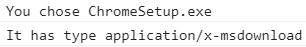 You chose ChromeSetup.exe
It has type application/x-msdownload